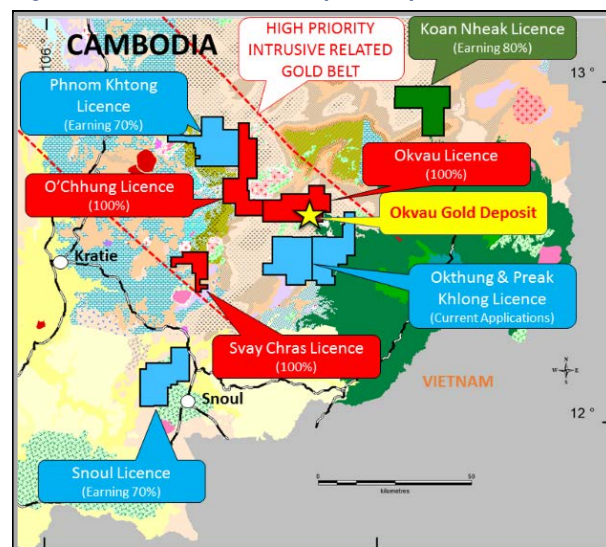 CAMBODIA
HIGH PRIORITY
INTRUSIVE RELATED
GOLD BELT
Koan Nheak Licence
(Earning 80%)
106°
13°
Phnom Khtong
Licence
(Earning 70%)
Okvau Licence
(100%)
O'Chhung Licence
(100%)
Okvau Gold Deposit
Kratie
Okthung & Preak
Khlong Licence
(Current Applications)
Svay Chras Licence
(100%)
VIETNAM
N
W
E
S
Snoul
12°
Snoul Licence
(Earning 70%)
0
50
kilometres